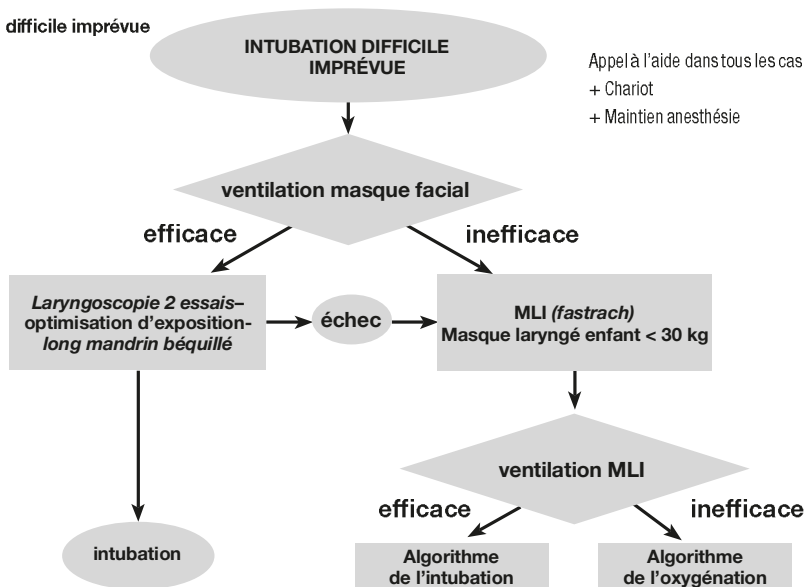 difficile imprévue
INTUBATION DIFFICILE
IMPRÉVUE
Appel à l'aide dans tous les cas
+ Chariot
+ Maintien anesthésie
ventilation masque facial
efficace
inefficace
Laryngoscopie 2 essais–
optimisation d'exposition-
long mandrin béquillé
échec
MLI (fastrach)
Masque laryngé enfant < 30 kg
ventilation MLI
efficace
inefficace
intubation
Algorithme
de l'intubation
Algorithme
de l'oxygénation